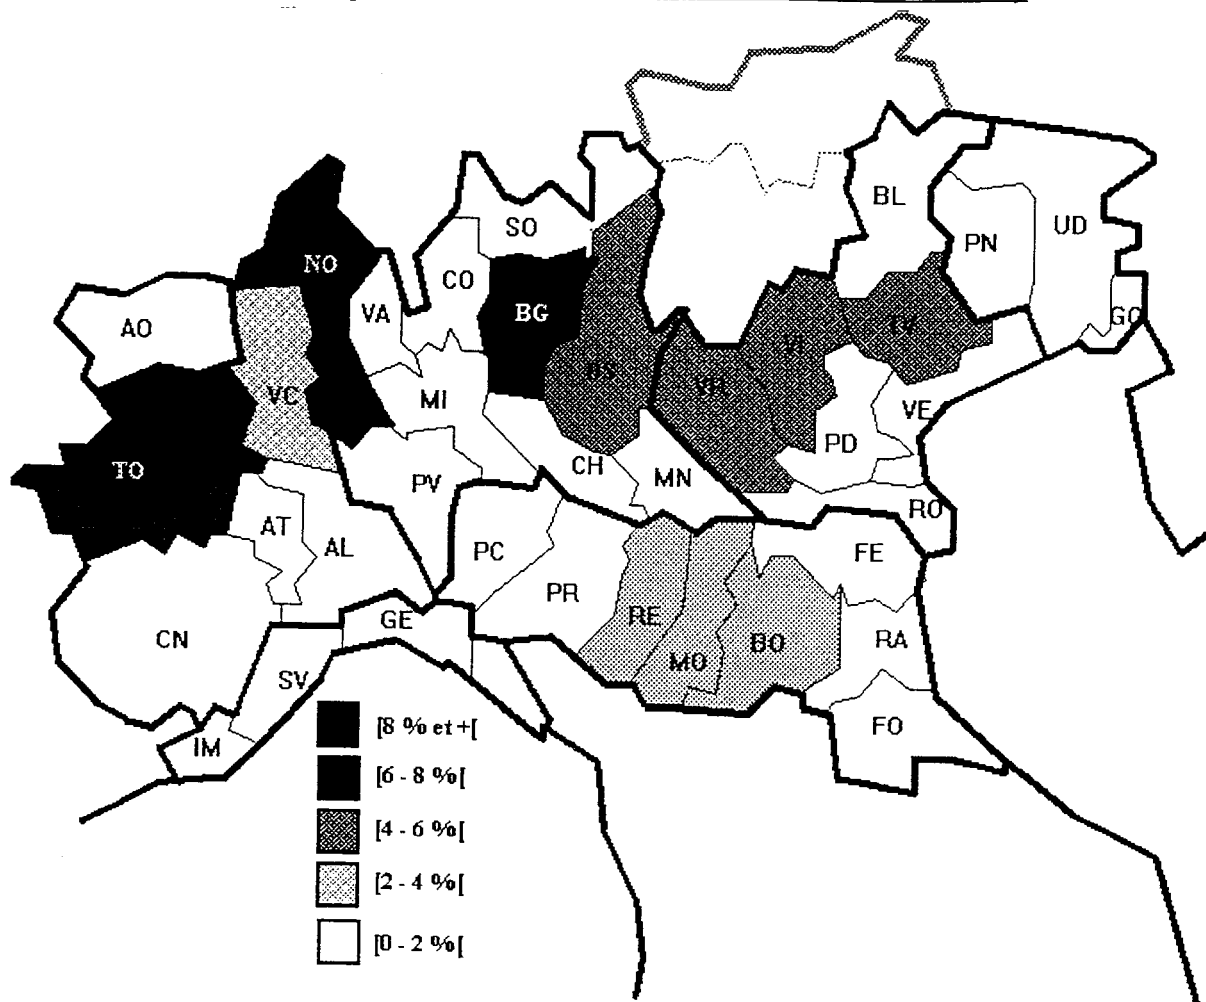 BL
UD
SO
PN
NO
CO
BG
VA
GO
AO
TV
VI
BS
VR
VC
MI
VE
PD
TO
CH
MN
PV
RO
AT
AL
PC
FE
PR
GE
RE
BO
RA
CN
MO
SV
FO
IM
[8 % et +[
[6 - 8 %[
[4 - 6 %[
[2 - 4 %[
[0 - 2 %[